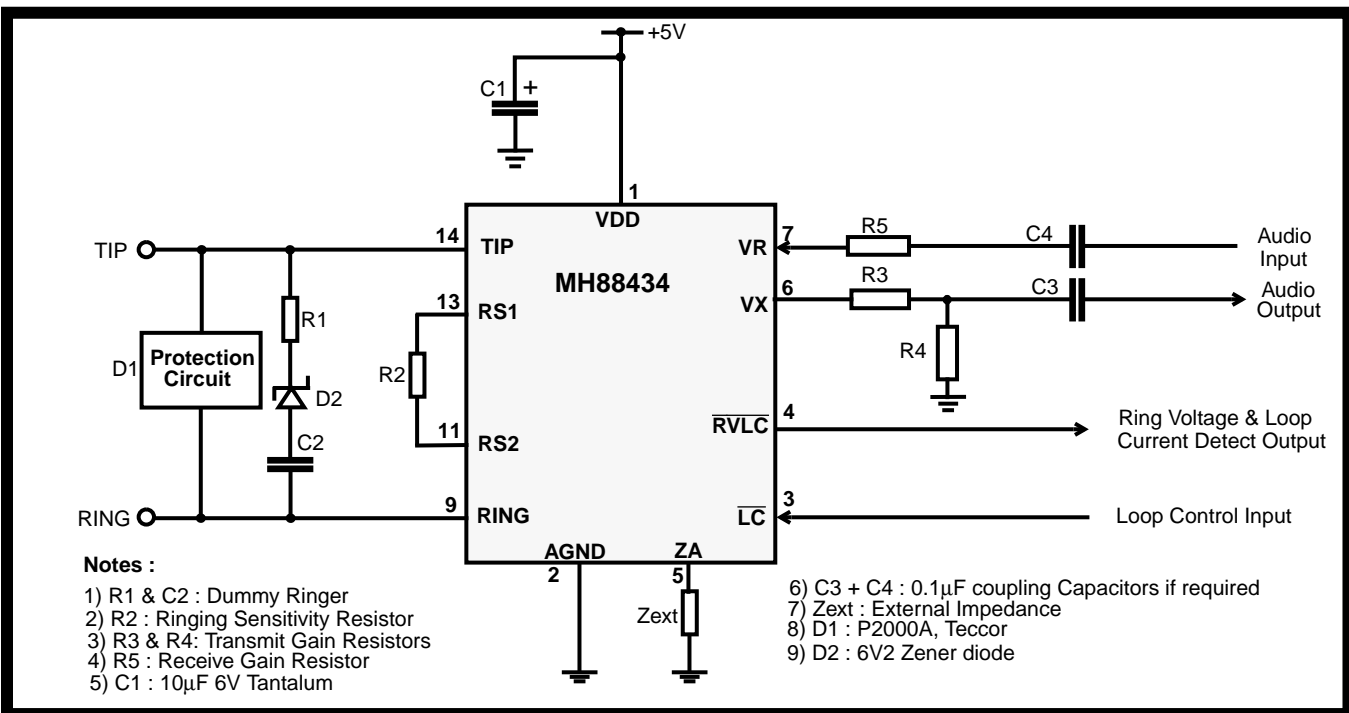 +5V
C1 +
1
VDD
TIP
14
TIP
MH88434
VR
7
R5
C4
Audio
Input
13
RS1
VX
6
R3
C3
Audio
Output
R1
R4
D1
Protection
Circuit
R2
D2
C2
11
RS2
RVLC
4
Ring Voltage & Loop
Current Detect Output
RING
9
RING
LC
3
Loop Control Input
AGND
2
ZA
5
Zext
Notes :
1) R1 & C2 : Dummy Ringer
2) R2 : Ringing Sensitivity Resistor
3) R3 & R4: Transmit Gain Resistors
4) R5 : Receive Gain Resistor
5) C1 : 10μF 6V Tantalum
6) C3 + C4 : 0.1μF coupling Capacitors if required
7) Zext : External Impedance
8) D1 : P2000A, Teccor
9) D2 : 6V2 Zener diode